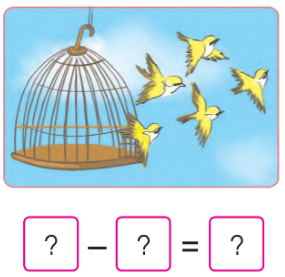 ? – ? = ?